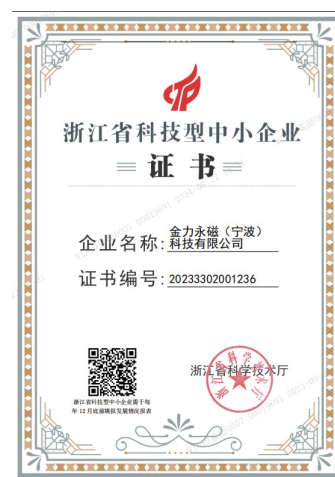 浙江省科技型中小企业
证书
企业名称: 金力永磁（宁波）
科技有限公司
证书编号: 20233302001236
浙江省科学技术厅
浙江省科技型中小企业需于每
年 12 月底前填报发展情况报表